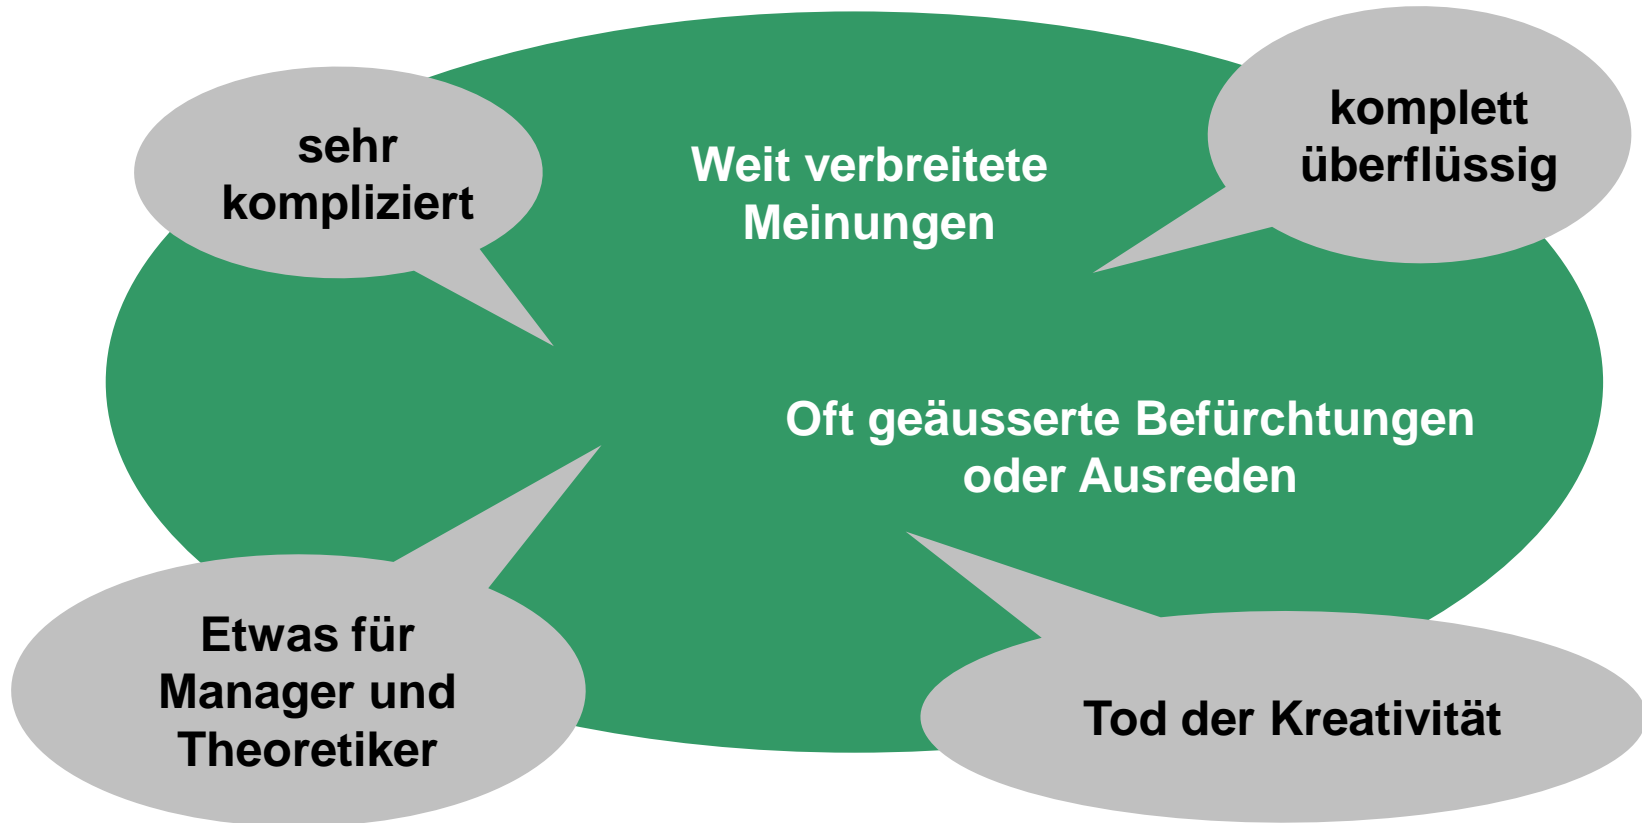 sehr
kompliziert
Weit verbreitete
Meinungen
komplett
überflüssig
Oft geäusserte Befürchtungen
oder Ausreden
Etwas für
Manager und
Theoretiker
Tod der Kreativität